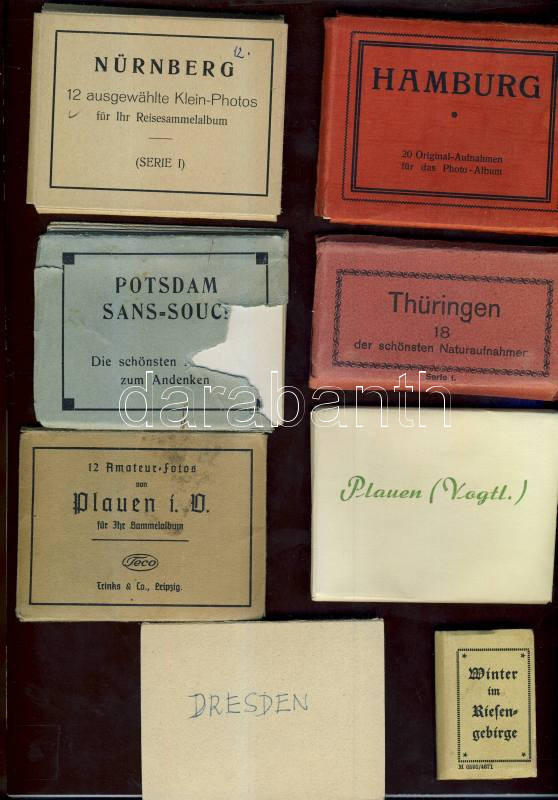 12.
NÜRNBERG
12 ausgewählte Klein-Photos
für Ihr Reisesammelalbum
(SERIE I)
HAMBURG
20 Original-Aufnahmen
für das Photo-Album
POTSDAM
SANS=SOUC
Die schönsten
zum Andenken
Thüringen
18
der schönsten Naturaufnahmen
Serie I.
darabanth
12 Amateur-Fotos
von
Plauen i. V.
für Ihr Sammelalbum
Teco
Trinks & Co., Leipzig.
Plauen (Vogtl.)
DRESDEN
Winter
im
Riesen-
gebirge
M 0591/4671